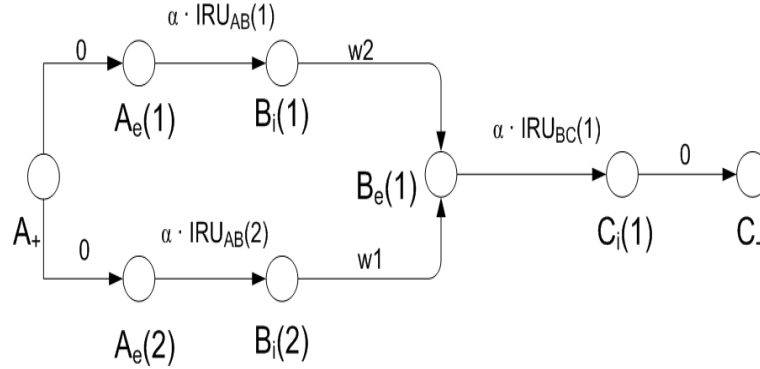 α · IRU_AB(1)
0
w2
A_e(1)
B_i(1)
α · IRU_BC(1)
0
B_e(1)
A_+
α · IRU_AB(2)
C_i(1)
C_-
0
w1
A_e(2)
B_i(2)